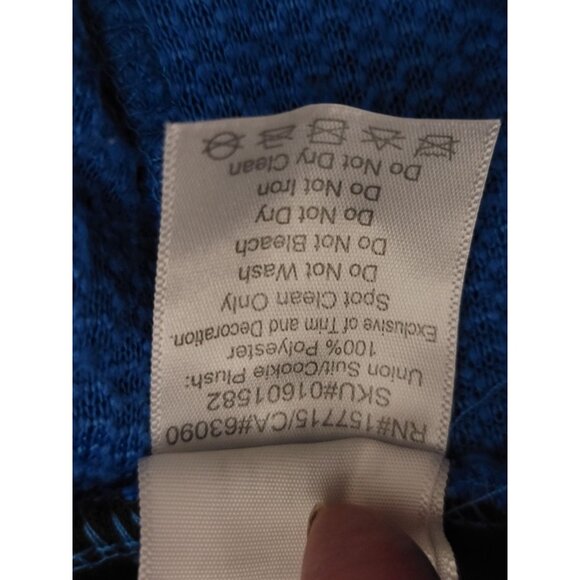 RN#157715/CA#63090
SKU#01601582
Union Suit/Cookie Plush:
100% Polyester
Exclusive of Trim and Decoration.
Spot Clean Only
Do Not Wash
Do Not Bleach
Do Not Dry
Do Not Iron
Do Not Dry Clean